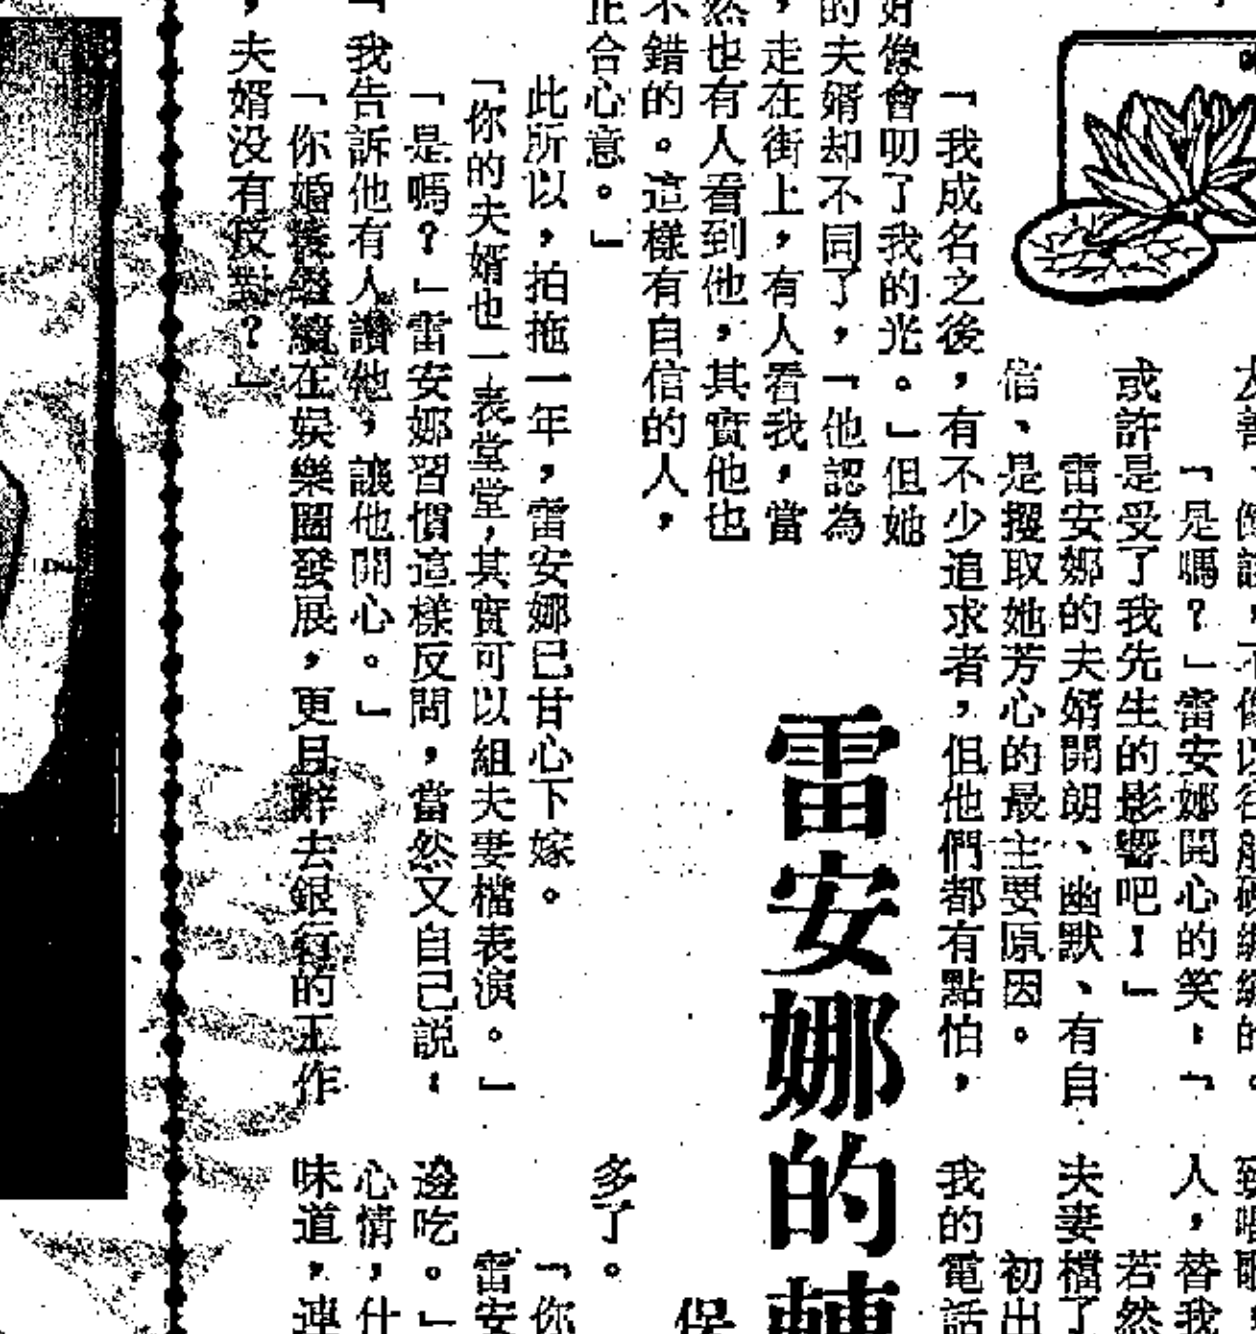 「是嗎？」雷安娜開心的笑：「
或許是受了我先生的影響吧！」
雷安娜的夫婿開朗、幽默、有自
信、是攫取她芳心的最主要原因。
「我成名之後，有不少追求者，但他們都有點怕，
好像會叨了我的光。」但她
的夫婿却不同了，「他認為
，走在街上，有人看我，當
然也有人看到他，其實他也
不錯的。這樣有自信的人，
正合心意。」
此所以，拍拖一年，雷安娜已甘心下嫁。
「你的夫婿也一表堂堂，其實可以組夫妻檔表演。」
「是嗎？」雷安娜習慣這樣反問，當然又自己説：
「我告訴他有人讚他，讓他開心。」
「你婚後繼續在娛樂圈發展，更且辭去銀行的工作
，夫婿没有反對？」
雷安娜的轉
人，替我
若然
夫妻檔了
初出
我的電話
多了。
「你
雷安
邊吃。」
心情，什
味道，連